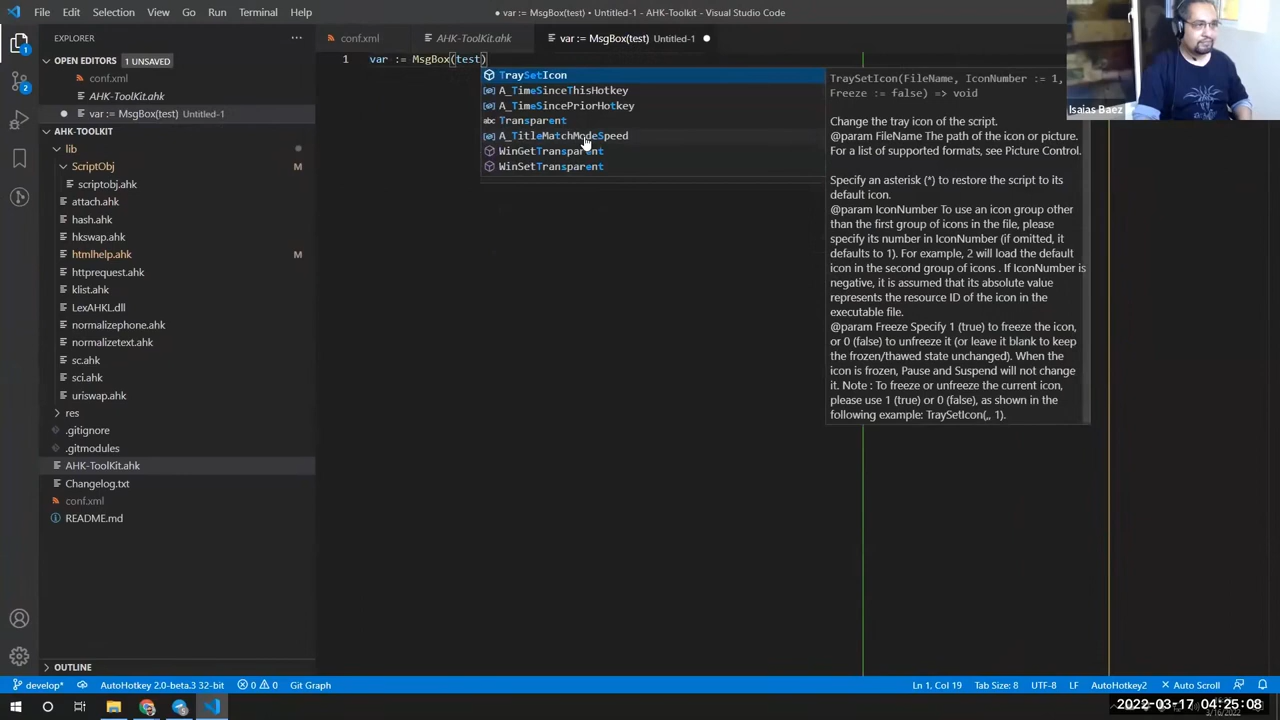 File Edit Selection View Go Run Terminal Help
● var := MsgBox(test) • Untitled-1 - AHK-Toolkit - Visual Studio Code
EXPLORER
OPEN EDITORS 1 UNSAVED
conf.xml
AHK-ToolKit.ahk
var := MsgBox(test) Untitled-1
AHK-TOOLKIT
lib
ScriptObj
scriptobj.ahk
attach.ahk
hash.ahk
hkswap.ahk
htmlhelp.ahk M
httprequest.ahk
klist.ahk
LexAHKL.dll
normalizephone.ahk
normalizetext.ahk
sc.ahk
sci.ahk
uriswap.ahk
res
.gitignore
.gitmodules
AHK-ToolKit.ahk
Changelog.txt
conf.xml
README.md
OUTLINE
conf.xml
AHK-ToolKit.ahk
var := MsgBox(test) Untitled-1
1 var := MsgBox(test)
TraySetIcon
A_TimeSinceThisHotkey
A_TimeSincePriorHotkey
abc Transparent
A_TitleMatchModeSpeed
WinGetTransparent
WinSetTransparent
TraySetIcon(FileName, IconNumber := 1,
Freeze := false) => void
Change the tray icon of the script.
@param FileName The path of the icon or picture.
For a list of supported formats, see Picture Control.
Specify an asterisk (*) to restore the script to its
default icon.
@param IconNumber To use an icon group other
than the first group of icons in the file, please
specify its number in IconNumber (if omitted, it
defaults to 1). For example, 2 will load the default
icon in the second group of icons . If IconNumber is
negative, it is assumed that its absolute value
represents the resource ID of the icon in the
executable file.
@param Freeze Specify 1 (true) to freeze the icon,
or 0 (false) to unfreeze it (or leave it blank to keep
the frozen/thawed state unchanged). When the
icon is frozen, Pause and Suspend will not change
it. Note : To freeze or unfreeze the current icon,
please use 1 (true) or 0 (false), as shown in the
following example: TraySetIcon(,, 1).
Isaias Baez
develop* AutoHotkey 2.0-beta.3 32-bit 0 0 Git Graph
Ln 1, Col 19 Tab Size: 8 UTF-8 LF AutoHotkey2 Auto Scroll
2022-03-17 04:25:08